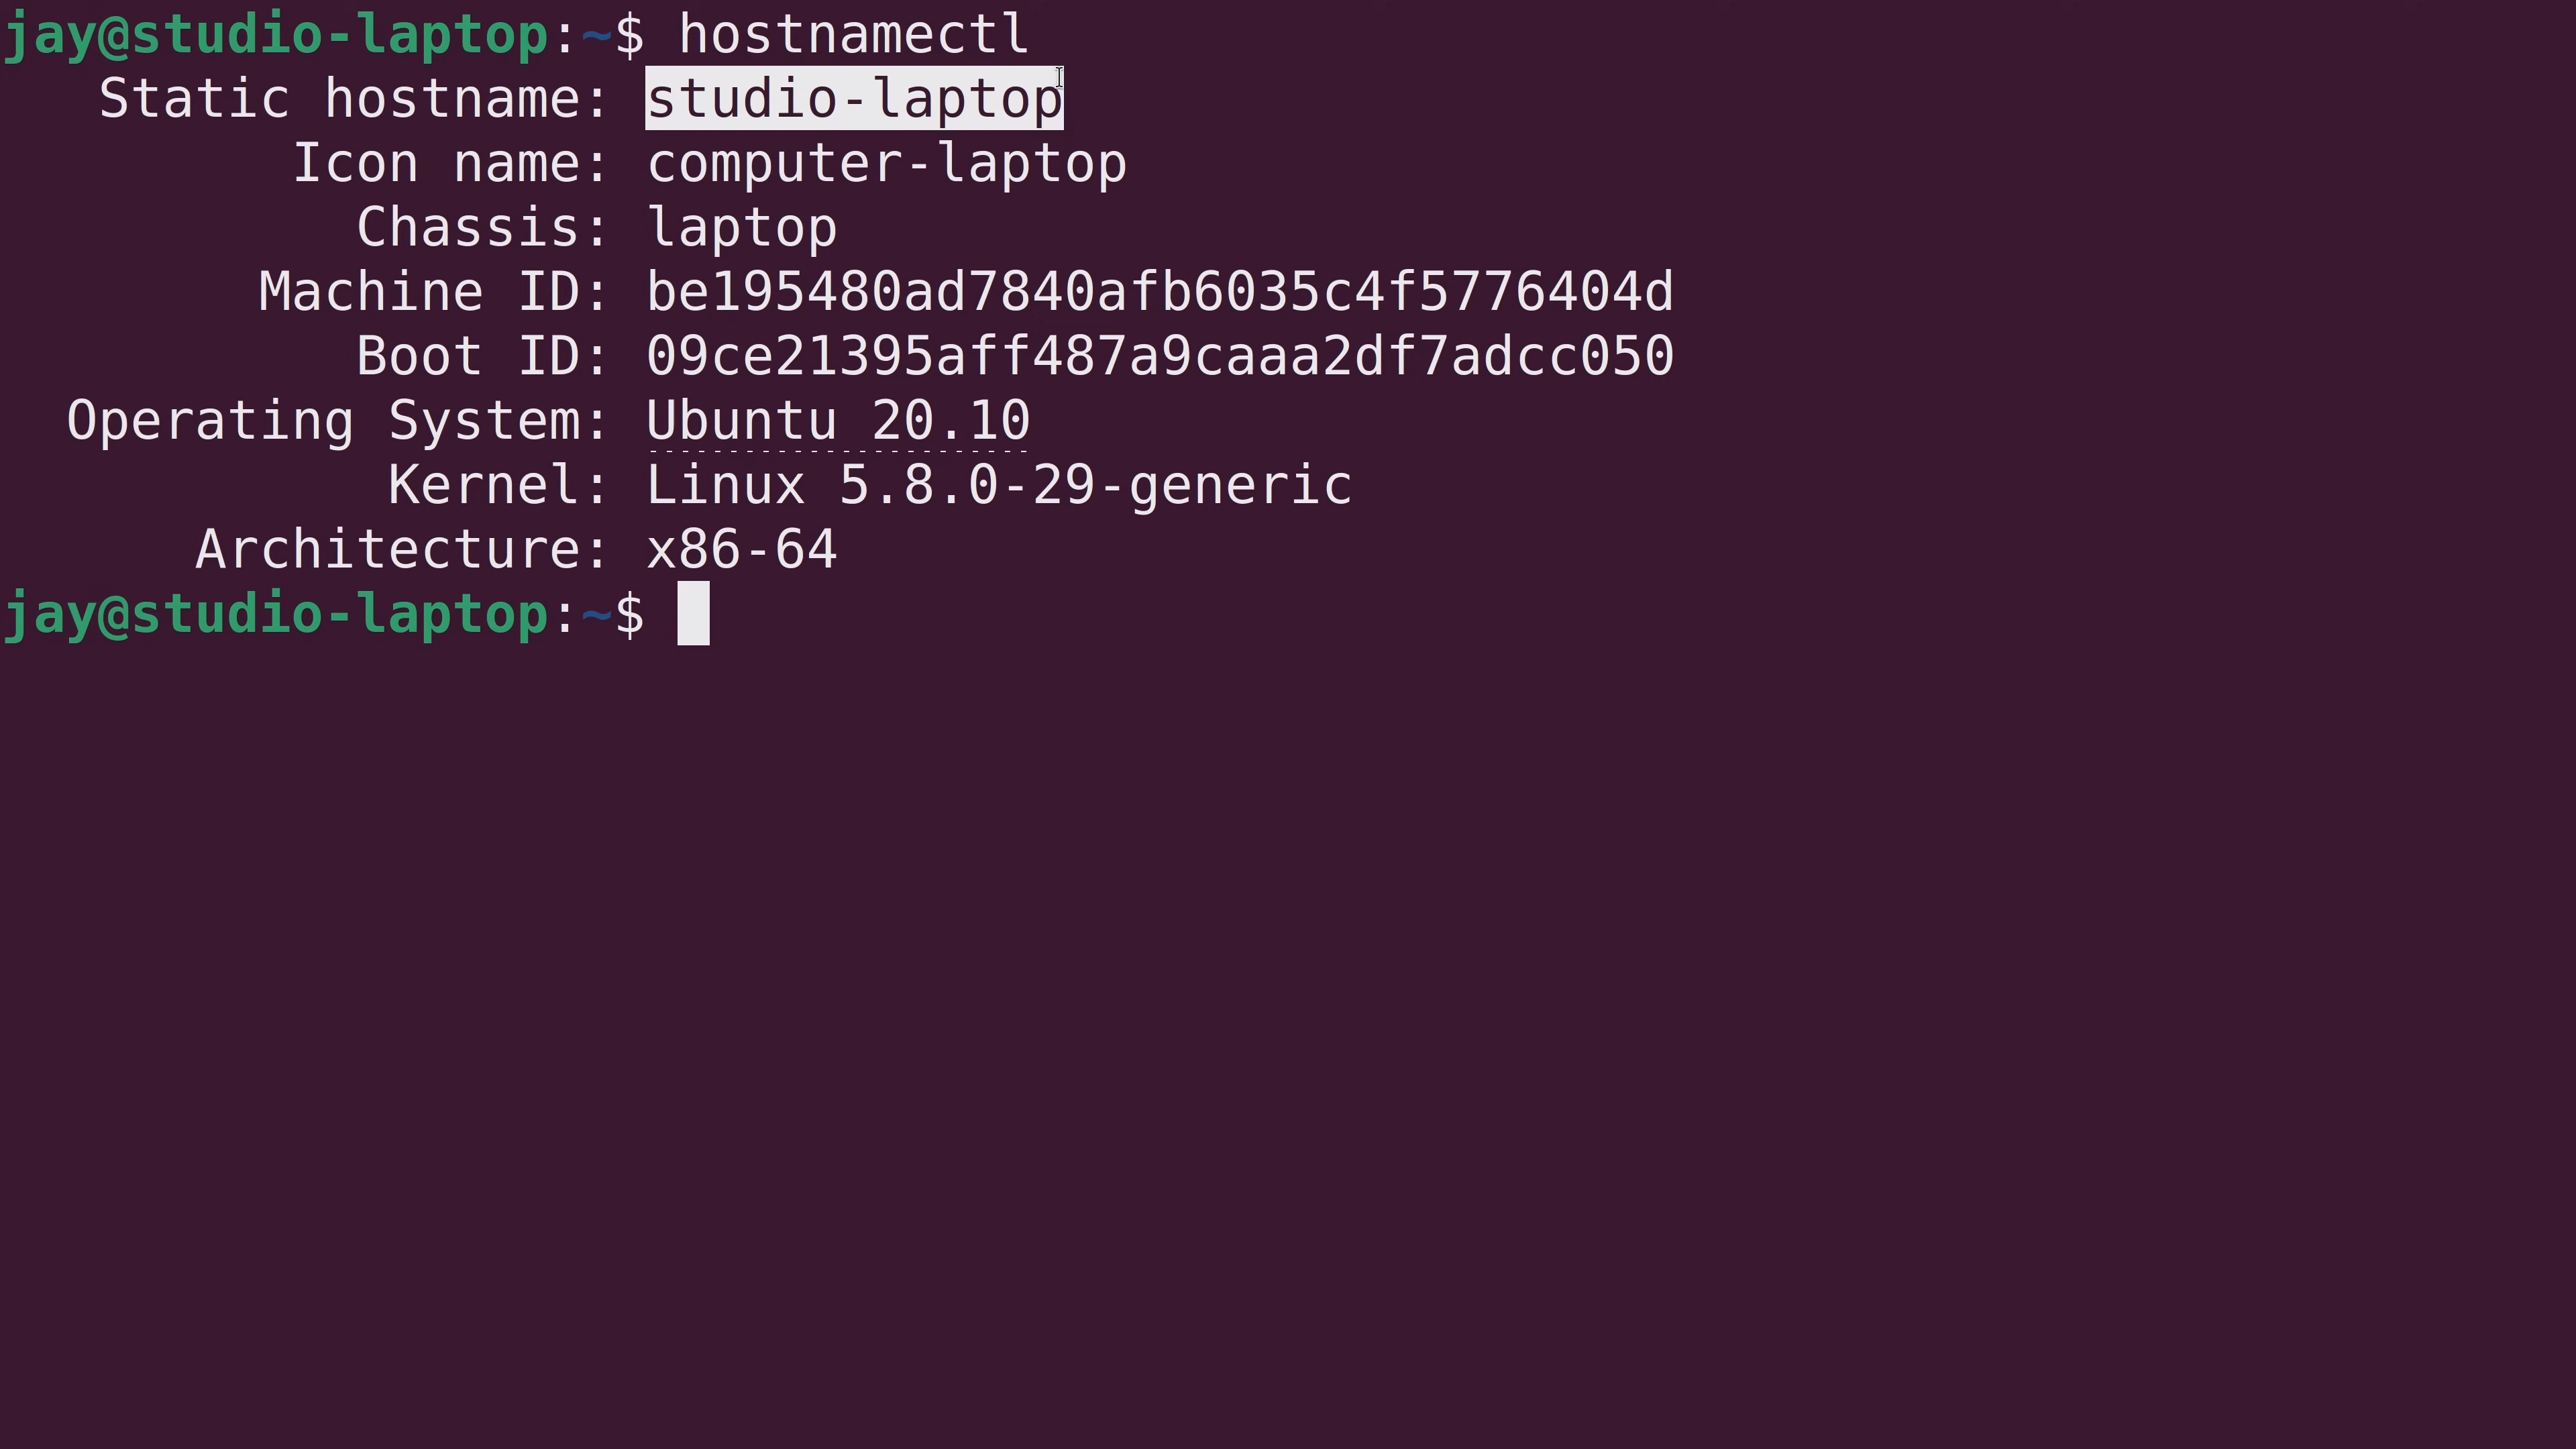 jay@studio-laptop:~$ hostnamectl
Static hostname: studio-laptop
Icon name: computer-laptop
Chassis: laptop
Machine ID: be195480ad7840afb6035c4f5776404d
Boot ID: 09ce21395aff487a9caaa2df7adcc050
Operating System: Ubuntu 20.10
Kernel: Linux 5.8.0-29-generic
Architecture: x86-64
jay@studio-laptop:~$